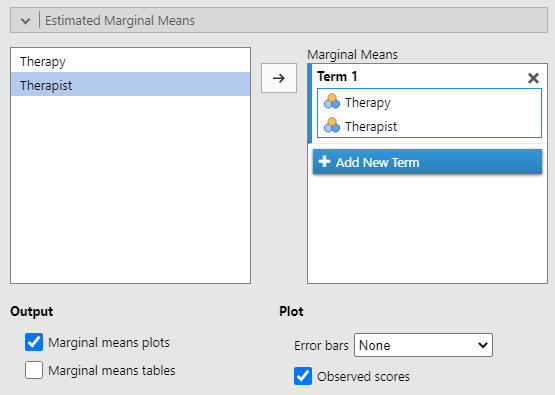 Estimated Marginal Means
Therapy
Therapist
Marginal Means
Term 1
Therapy
Therapist
Add New Term
Output
Marginal means plots
Marginal means tables
Plot
Error bars None
Observed scores